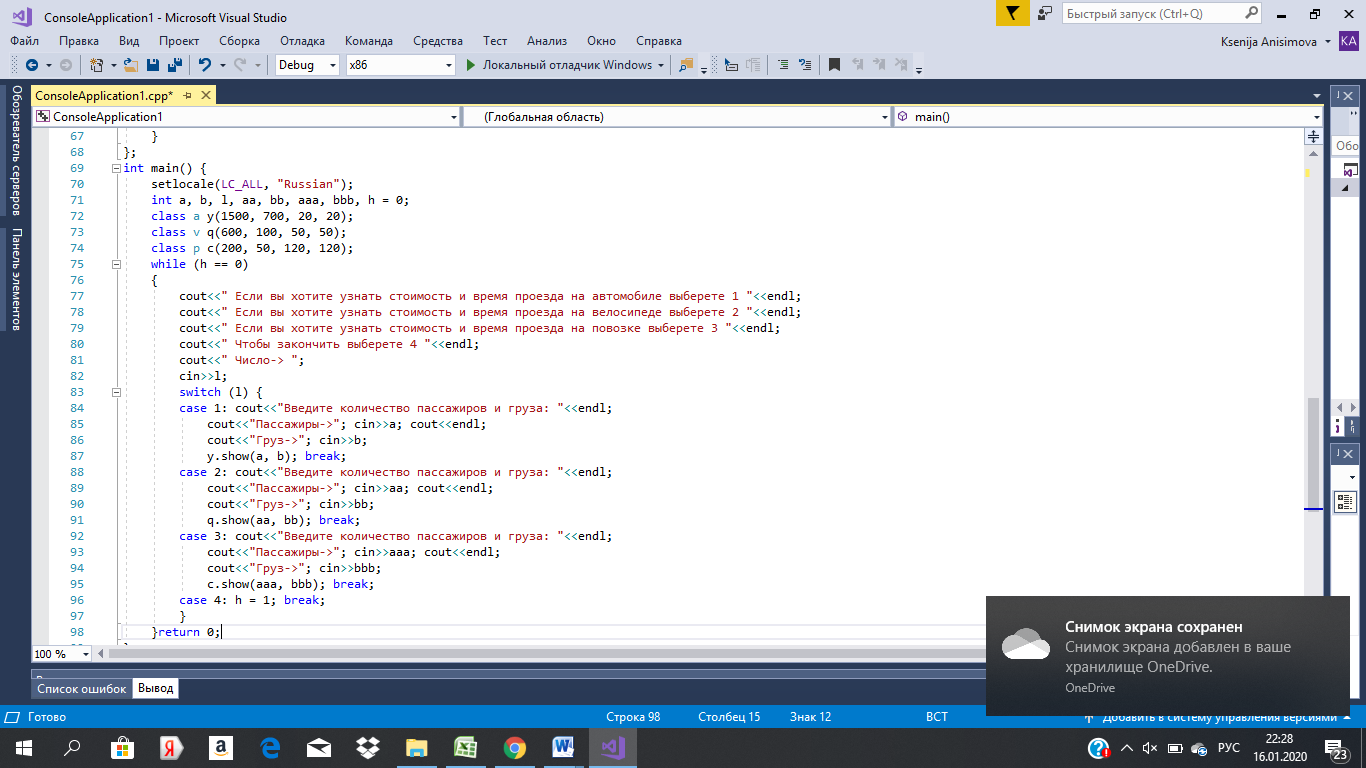 ConsoleApplication1 - Microsoft Visual Studio
Быстрый запуск (Ctrl+Q)
Файл Правка Вид Проект Сборка Отладка Команда Средства Тест Анализ Окно Справка
Ksenija Anisimova KA
Debug x86 Локальный отладчик Windows
Обозреватель серверов
Панель элементов
ConsoleApplication1.cpp*
ConsoleApplication1 (Глобальная область) main()
Обо
67 }
68 };
69 int main() {
70 setlocale(LC_ALL, "Russian");
71 int a, b, l, aa, bb, aaa, bbb, h = 0;
72 class a y(1500, 700, 20, 20);
73 class v q(600, 100, 50, 50);
74 class p c(200, 50, 120, 120);
75 while (h == 0)
76 {
77 cout<<" Если вы хотите узнать стоимость и время проезда на автомобиле выберете 1 "<<endl;
78 cout<<" Если вы хотите узнать стоимость и время проезда на велосипеде выберете 2 "<<endl;
79 cout<<" Если вы хотите узнать стоимость и время проезда на повозке выберете 3 "<<endl;
80 cout<<" Чтобы закончить выберете 4 "<<endl;
81 cout<<" Число-> ";
82 cin>>l;
83 switch (l) {
84 case 1: cout<<"Введите количество пассажиров и груза: "<<endl;
85 cout<<"Пассажиры->"; cin>>a; cout<<endl;
86 cout<<"Груз->"; cin>>b;
87 y.show(a, b); break;
88 case 2: cout<<"Введите количество пассажиров и груза: "<<endl;
89 cout<<"Пассажиры->"; cin>>aa; cout<<endl;
90 cout<<"Груз->"; cin>>bb;
91 q.show(aa, bb); break;
92 case 3: cout<<"Введите количество пассажиров и груза: "<<endl;
93 cout<<"Пассажиры->"; cin>>aaa; cout<<endl;
94 cout<<"Груз->"; cin>>bbb;
95 c.show(aaa, bbb); break;
96 case 4: h = 1; break;
97 }
98 }return 0;
100 %
Снимок экрана сохранен
Снимок экрана добавлен в ваше
хранилище OneDrive.
OneDrive
Список ошибок Вывод
Готово Строка 98 Столбец 15 Знак 12 ВСТ Добавить в систему управления версиями
РУС
22:28
16.01.2020
23